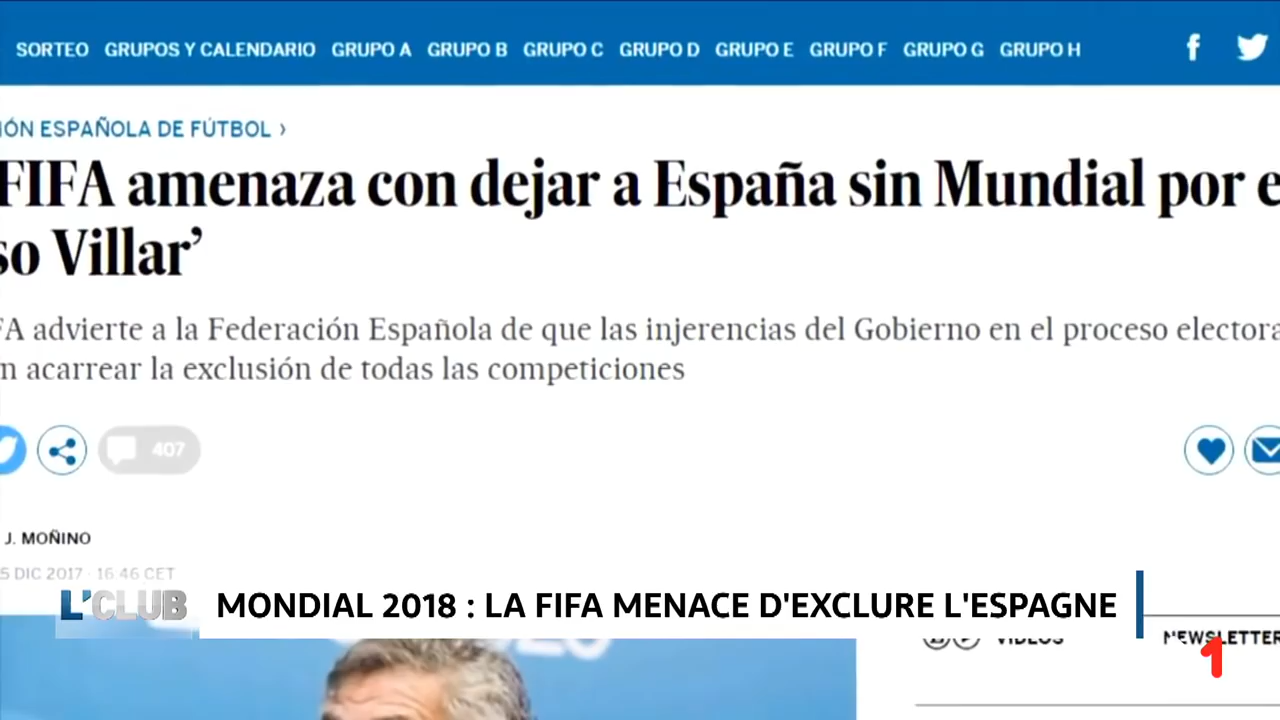 SORTEO GRUPOS Y CALENDARIO GRUPO A GRUPO B GRUPO C GRUPO D GRUPO E GRUPO F GRUPO G GRUPO H
ÓN ESPAÑOLA DE FÚTBOL ›
FIFA amenaza con dejar a España sin Mundial por e
so Villar’
FA advierte a la Federación Española de que las injerencias del Gobierno en el proceso electora
n acarrear la exclusión de todas las competiciones
407
J. MOÑINO
5 DIC 2017 - 16:46 CET
L'CLUB
MONDIAL 2018 : LA FIFA MENACE D'EXCLURE L'ESPAGNE
VÍDEOS NEWSLETTER
1